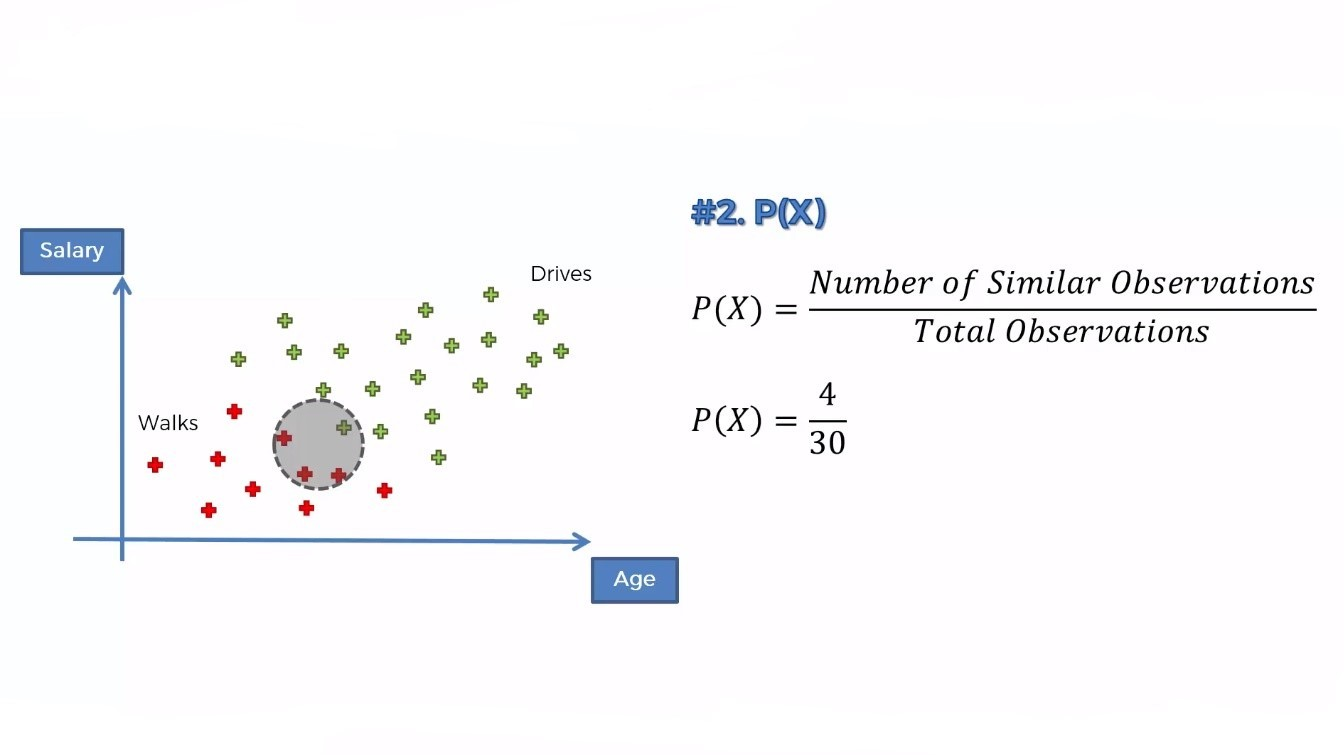 #2. P(X)
Salary
Drives
P(X) = Number of Similar Observations / Total Observations
Walks
P(X) = 4 / 30
Age